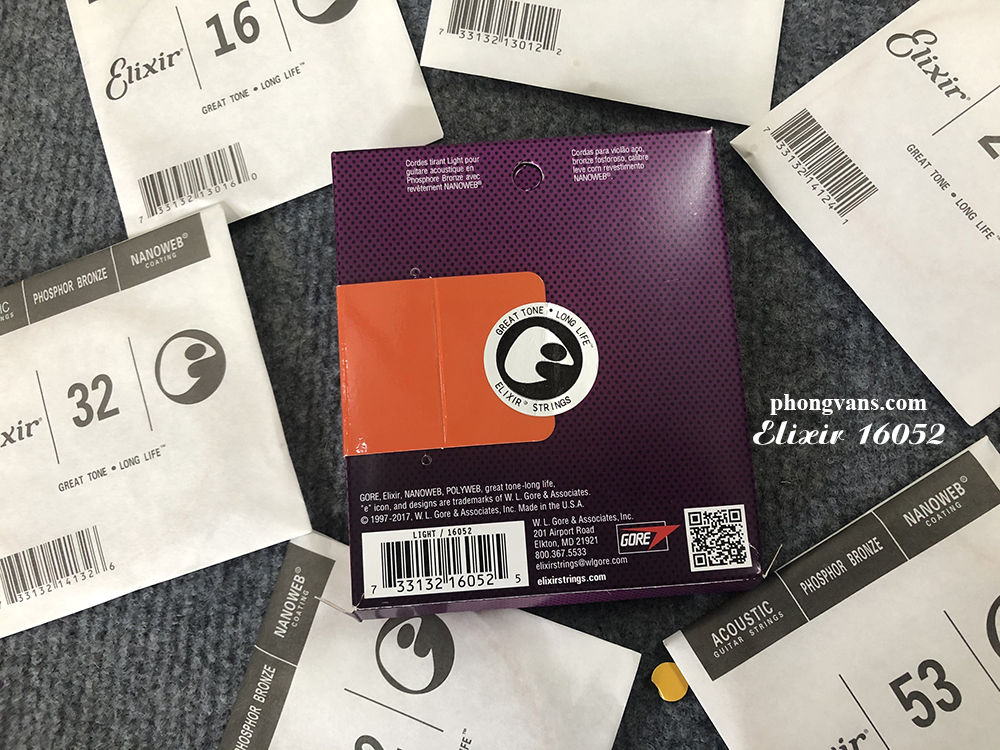 Elixir®
16
GREAT TONE • LONG LIFE™
7 33132 13016 0
7 33132 13012 2
Elixir®
GREAT TONE • LONG LIFE™
7 33132 14124 1
Cordes tirant Light pour
guitare acoustique en
Phosphore Bronze avec
revêtement NANOWEB®
Cordas para violão aço,
bronze fosforoso, calibre
leve com revestimento
NANOWEB®.
PHOSPHOR BRONZE
NANOWEB®
COATING
32
GREAT TONE • LONG LIFE™
7 33132 14132 6
GREAT TONE • LONG LIFE™
ELIXIR® STRINGS
phongvans.com
Elixir 16052
GORE, Elixir, NANOWEB, POLYWEB, great tone-long life,
"e" icon, and designs are trademarks of W. L. Gore & Associates.
© 1997-2017, W. L. Gore & Associates, Inc. Made in the U.S.A.
LIGHT / 16052
7 33132 16052 5
W. L. Gore & Associates, Inc.
201 Airport Road
Elkton, MD 21921
800.367.5533
elixirstrings@wlgore.com
elixirstrings.com
GORE
NANOWEB®
COATING
PHOSPHOR BRONZE
ACOUSTIC
GUITAR STRINGS
PHOSPHOR BRONZE
NANOWEB®
COATING
53